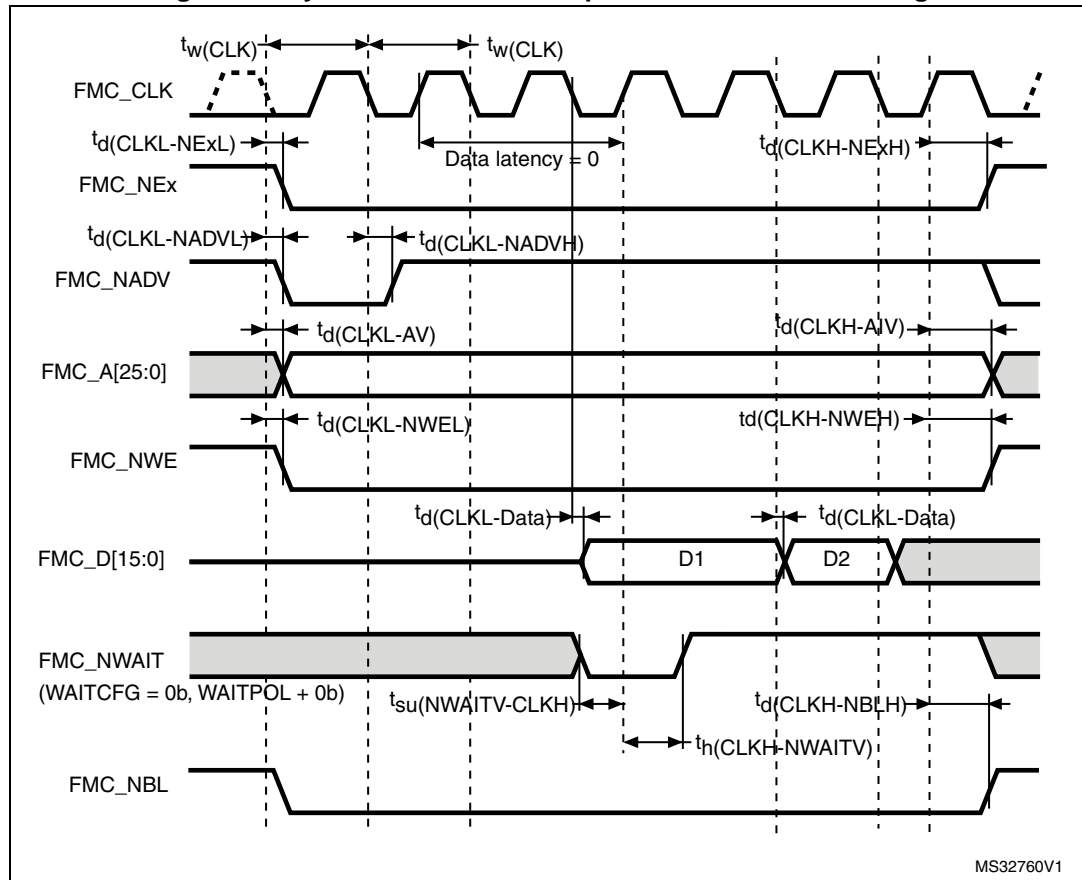 tw(CLK) tw(CLK)
FMC_CLK
td(CLKL-NExL) Data latency = 0 td(CLKH-NExH)
FMC_NEx
td(CLKL-NADVL) td(CLKL-NADVH)
FMC_NADV
td(CLKL-AV) td(CLKH-AIV)
FMC_A[25:0]
td(CLKL-NWEL) td(CLKH-NWEH)
FMC_NWE
td(CLKL-Data) td(CLKL-Data)
FMC_D[15:0] D1 D2
FMC_NWAIT
(WAITCFG = 0b, WAITPOL + 0b)
tsu(NWAITV-CLKH) td(CLKH-NBLH)
th(CLKH-NWAITV)
FMC_NBL
MS32760V1